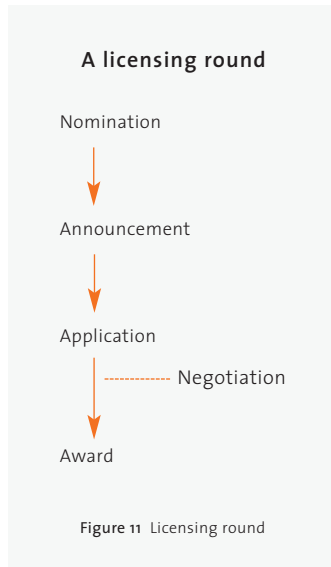 A licensing round
Nomination
Announcement
Application
Negotiation
Award
Figure 11 Licensing round